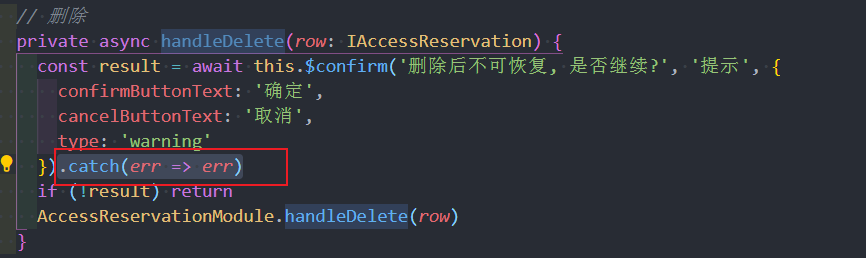 // 删除
private async handleDelete(row: IAccessReservation) {
const result = await this.$confirm('删除后不可恢复, 是否继续?', '提示', {
confirmButtonText: '确定',
cancelButtonText: '取消',
type: 'warning'
}).catch(err => err)
if (!result) return
AccessReservationModule.handleDelete(row)
}